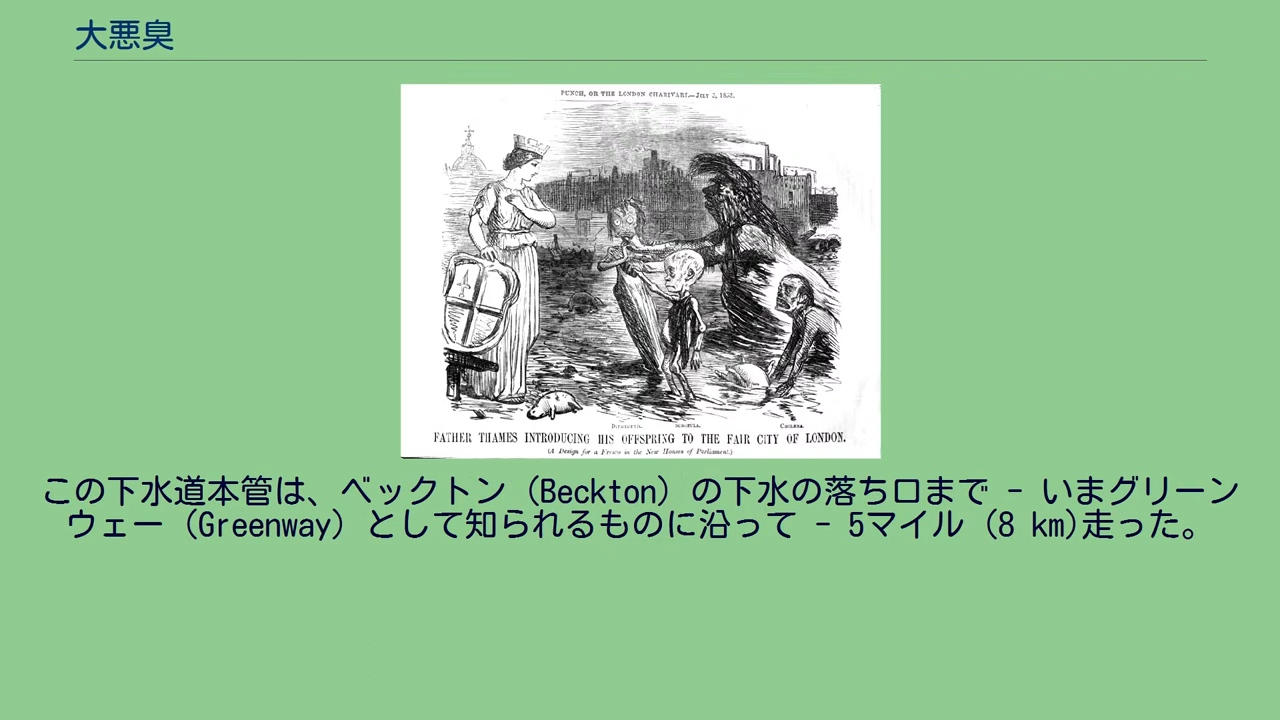 大悪臭
PUNCH, OR THE LONDON CHARIVARI.—JULY 3, 1858.
DIPHTHERIA. SCROFULA. CHOLERA.
FATHER THAMES INTRODUCING HIS OFFSPRING TO THE FAIR CITY OF LONDON.
(A Design for a Fresco in the New Houses of Parliament.)
この下水道本管は、ベックトン (Beckton) の下水の落ち口まで - いまグリーン
ウェー (Greenway) として知られるものに沿って - 5マイル (8 km)走った。